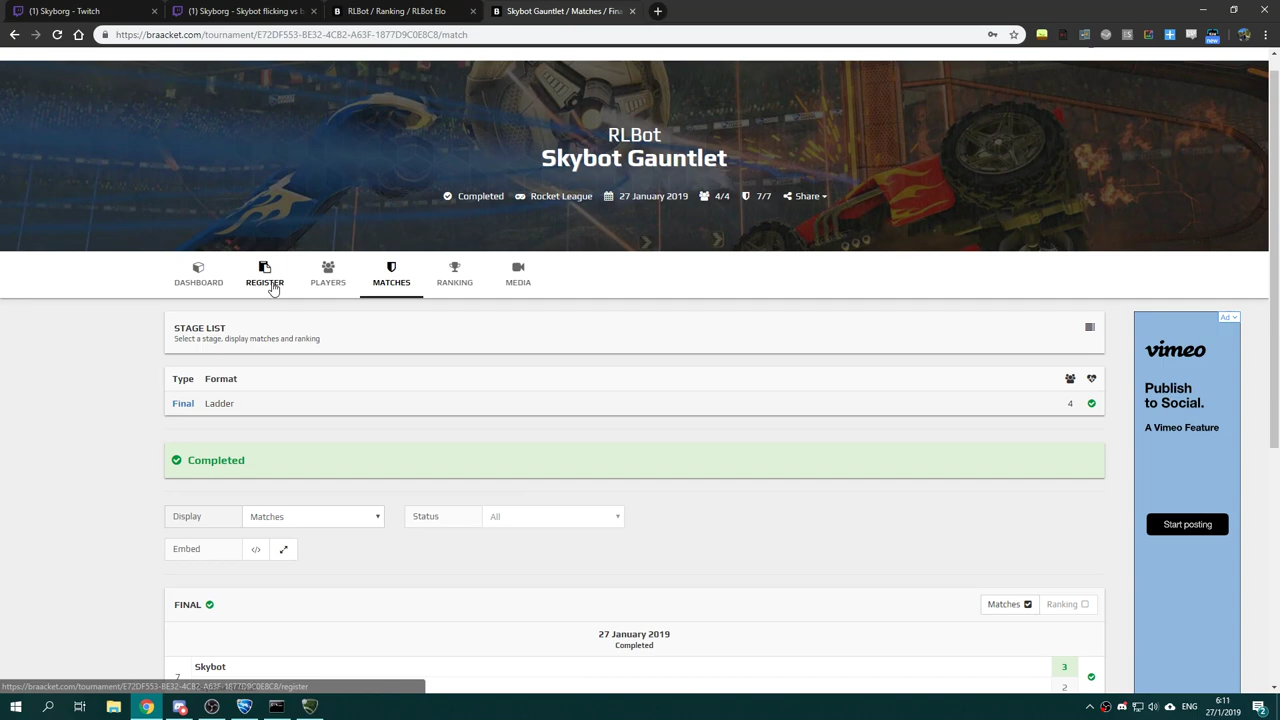 (1) Skyborg - Twitch
(1) Skyborg flicking vs b
RLBot / Ranking / RLBot Elo
Skybot Gauntlet / Matches / Fina
https://braacket.com/tournament/E72DF553-BE32-4CB2-A63F-1877D9C0E8C8/match
new
RLBot
Skybot Gauntlet
Completed Rocket League 27 January 2019 4/4 7/7 Share
DASHBOARD REGISTER PLAYERS MATCHES RANKING MEDIA
STAGE LIST
Select a stage, display matches and ranking
Type Format
Final Ladder 4
Completed
Display Matches Status All
Embed </>
FINAL Matches Ranking
27 January 2019
Completed
Skybot 3
7
2
Ad
vimeo
Publish
to Social.
A Vimeo Feature
Start posting
https://braacket.com/tournament/E72DF553-BE32-4CB2-A63F-1877D9C0E8C8/register
ENG
6:11
27/1/2019
2